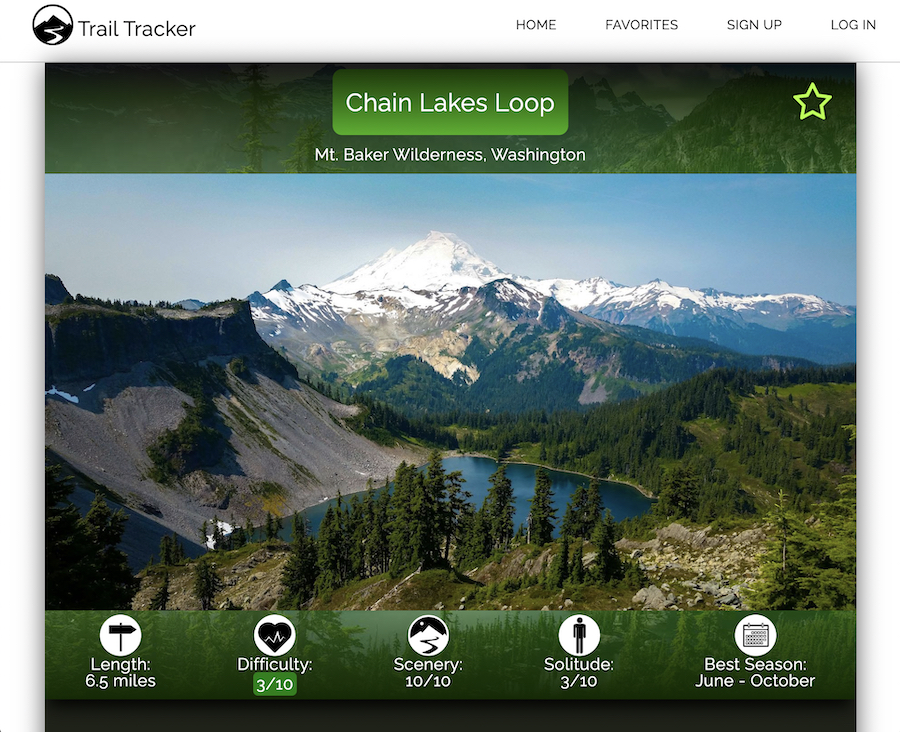 Trail Tracker
HOME
FAVORITES
SIGN UP
LOG IN
Chain Lakes Loop
Mt. Baker Wilderness, Washington
Length:
6.5 miles
Difficulty:
3/10
Scenery:
10/10
Solitude:
3/10
Best Season:
June - October